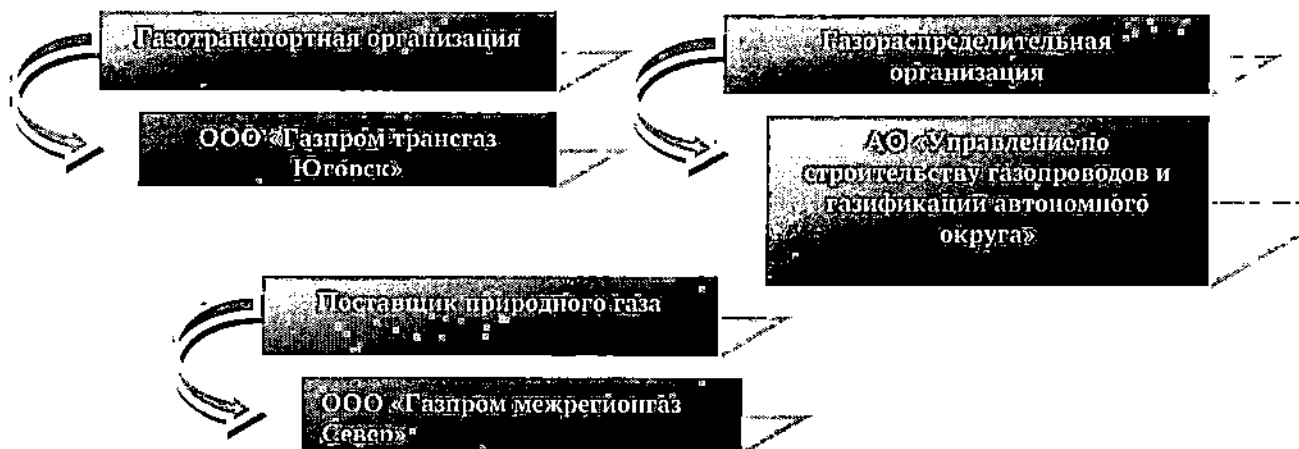 Газотранспортная организация
ООО «Газпром трансгаз
Югорск»
Газораспределительная
организация
АО «Управление по
строительству газопроводов и
газификации автономного
округа»
Поставщик природного газа
ООО «Газпром межрегионгаз
Север»